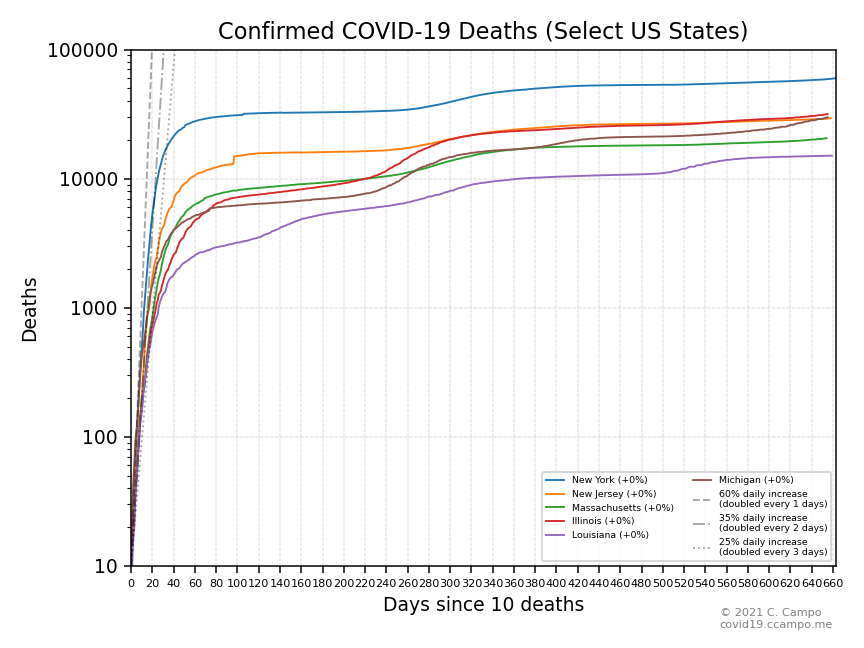 Confirmed COVID-19 Deaths (Select US States)
100000
10000
1000
100
10
Deaths
New York (+0%)
New Jersey (+0%)
Massachusetts (+0%)
Illinois (+0%)
Louisiana (+0%)
Michigan (+0%)
60% daily increase
(doubled every 1 days)
35% daily increase
(doubled every 2 days)
25% daily increase
(doubled every 3 days)
0 20 40 60 80 100 120 140 160 180 200 220 240 260 280 300 320 340 360 380 400 420 440 460 480 500 520 540 560 580 600 620 640 660
Days since 10 deaths
© 2021 C. Campo
covid19.ccampo.me